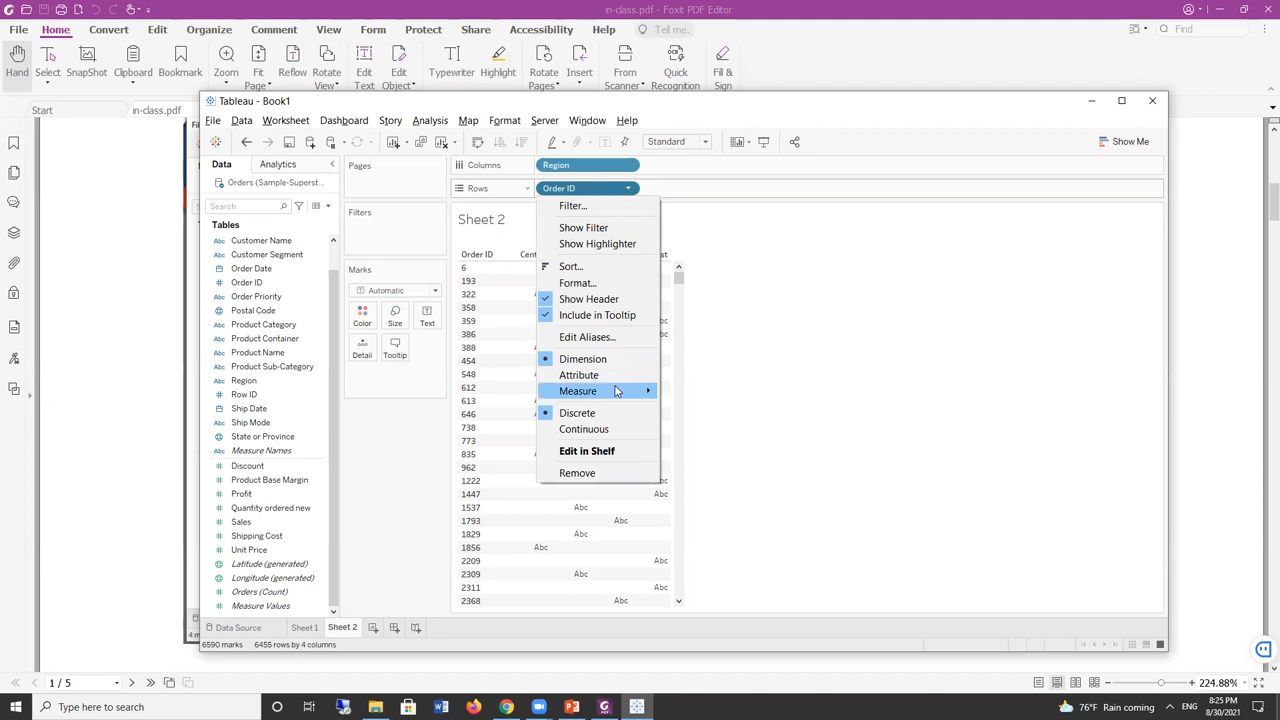 in-class.pdf - Foxit PDF Editor
File Home Convert Edit Organize Comment View Form Protect Share Accessibility Help Tell me... Find
Hand Select SnapShot Clipboard Bookmark Zoom Fit Page Reflow Rotate View Edit Text Edit Object Typewriter Highlight Rotate Pages Insert From Scanner Quick Recognition Fill & Sign
Start in-class.pdf
Tableau - Book1
File Data Worksheet Dashboard Story Analysis Map Format Server Window Help
Standard Show Me
Data Analytics Pages Columns Region
Orders (Sample-Superst... Rows Order ID
Search
Tables
Abc Customer Name
Abc Customer Segment
Order Date
# Order ID
Abc Order Priority
Postal Code
Abc Product Category
Abc Product Container
Abc Product Name
Abc Product Sub-Category
Abc Region
# Row ID
Ship Date
Abc Ship Mode
State or Province
Abc Measure Names
# Discount
# Product Base Margin
# Profit
# Quantity ordered new
# Sales
# Shipping Cost
# Unit Price
Latitude (generated)
Longitude (generated)
# Orders (Count)
# Measure Values
Filters
Marks
T Automatic
Color Size Text
Detail Tooltip
Sheet 2
Order ID Cent
6
193
322
358
359
386
388
454
548
612
613
646
738
773
835
962
1222
1447 Abc
1537 Abc
1793 Abc
1829 Abc
1856 Abc
2209 Abc
2309 Abc
2311 Abc
2368 Abc
Filter...
Show Filter
Show Highlighter
Sort...
Format...
Show Header
Include in Tooltip
Edit Aliases...
Dimension
Attribute
Measure
Discrete
Continuous
Edit in Shelf
Remove
Data Source Sheet 1 Sheet 2
6590 marks 6455 rows by 4 columns
1 / 5 224.88%
Type here to search 76°F Rain coming 8:25 PM
8/30/2021